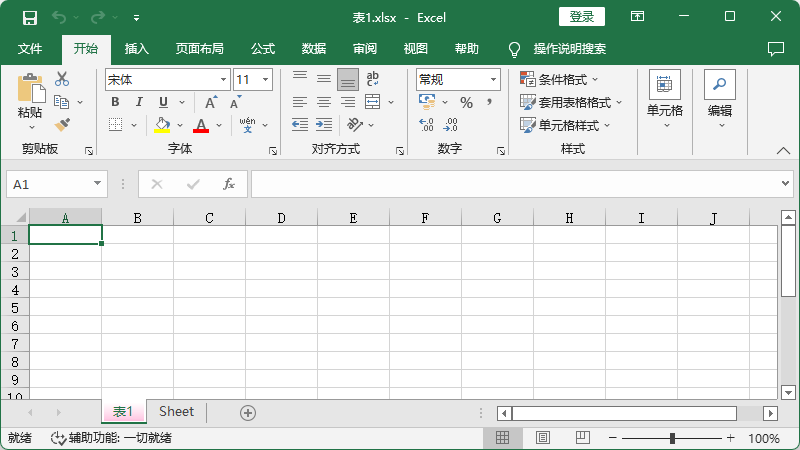 表1.xlsx - Excel
登录
文件 开始 插入 页面布局 公式 数据 审阅 视图 帮助 操作说明搜索
宋体 11 ab c 常规 条件格式
粘贴 B I U A A % , 套用表格格式 单元格 编辑
A wén 文 ab .00 .00 单元格样式
剪贴板 字体 对齐方式 数字 样式
A1 fx
A B C D E F G H I J
1
2
3
4
5
6
7
8
9
10
表1 Sheet
就绪 辅助功能: 一切就绪 100%